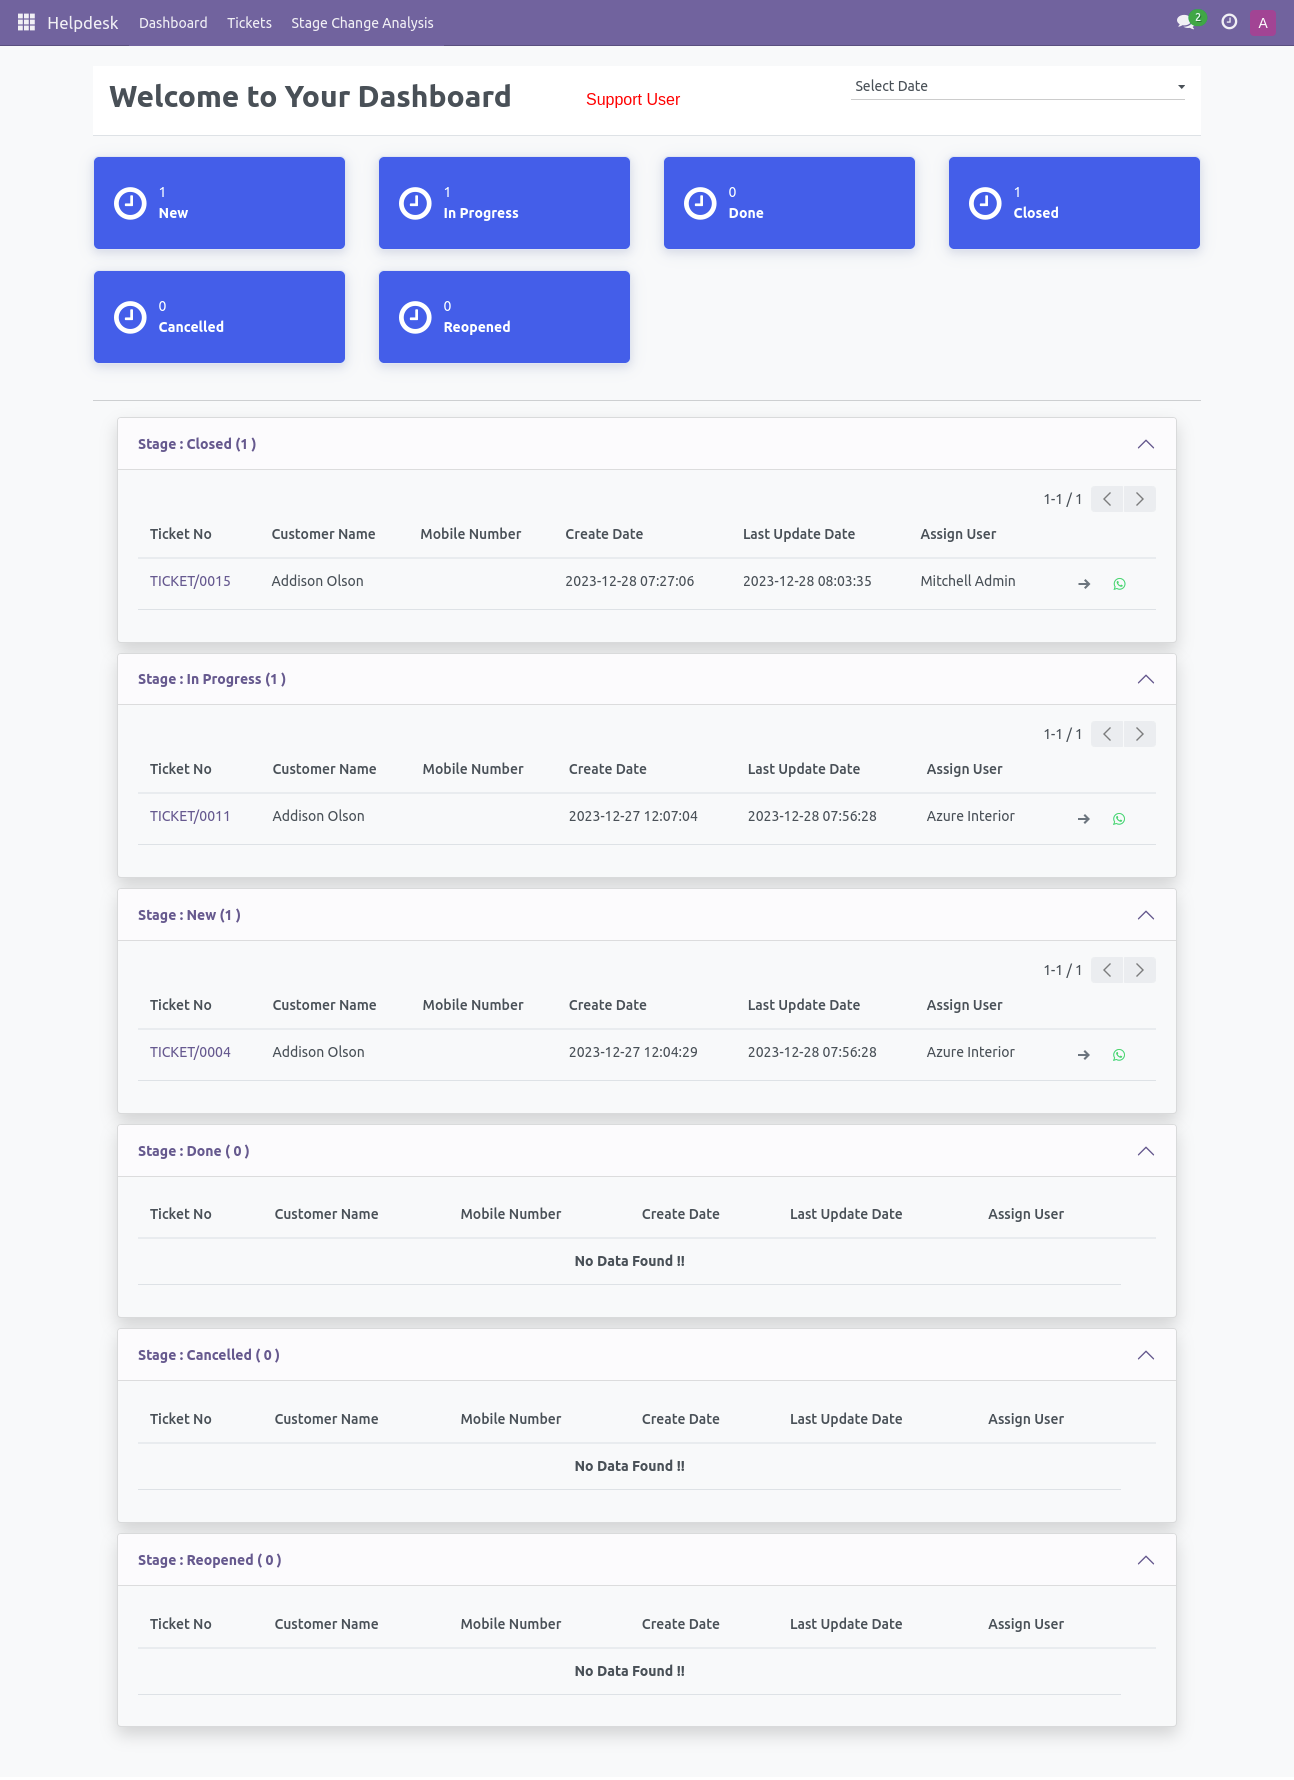 Helpdesk Dashboard Tickets Stage Change Analysis 2 A
Welcome to Your Dashboard Support User Select Date
1 1 0 1
New In Progress Done Closed
0 0
Cancelled Reopened
Stage : Closed (1 )
1-1 / 1
Ticket No Customer Name Mobile Number Create Date Last Update Date Assign User
TICKET/0015 Addison Olson 2023-12-28 07:27:06 2023-12-28 08:03:35 Mitchell Admin
Stage : In Progress (1 )
1-1 / 1
Ticket No Customer Name Mobile Number Create Date Last Update Date Assign User
TICKET/0011 Addison Olson 2023-12-27 12:07:04 2023-12-28 07:56:28 Azure Interior
Stage : New (1 )
1-1 / 1
Ticket No Customer Name Mobile Number Create Date Last Update Date Assign User
TICKET/0004 Addison Olson 2023-12-27 12:04:29 2023-12-28 07:56:28 Azure Interior
Stage : Done ( 0 )
Ticket No Customer Name Mobile Number Create Date Last Update Date Assign User
No Data Found !!
Stage : Cancelled ( 0 )
Ticket No Customer Name Mobile Number Create Date Last Update Date Assign User
No Data Found !!
Stage : Reopened ( 0 )
Ticket No Customer Name Mobile Number Create Date Last Update Date Assign User
No Data Found !!